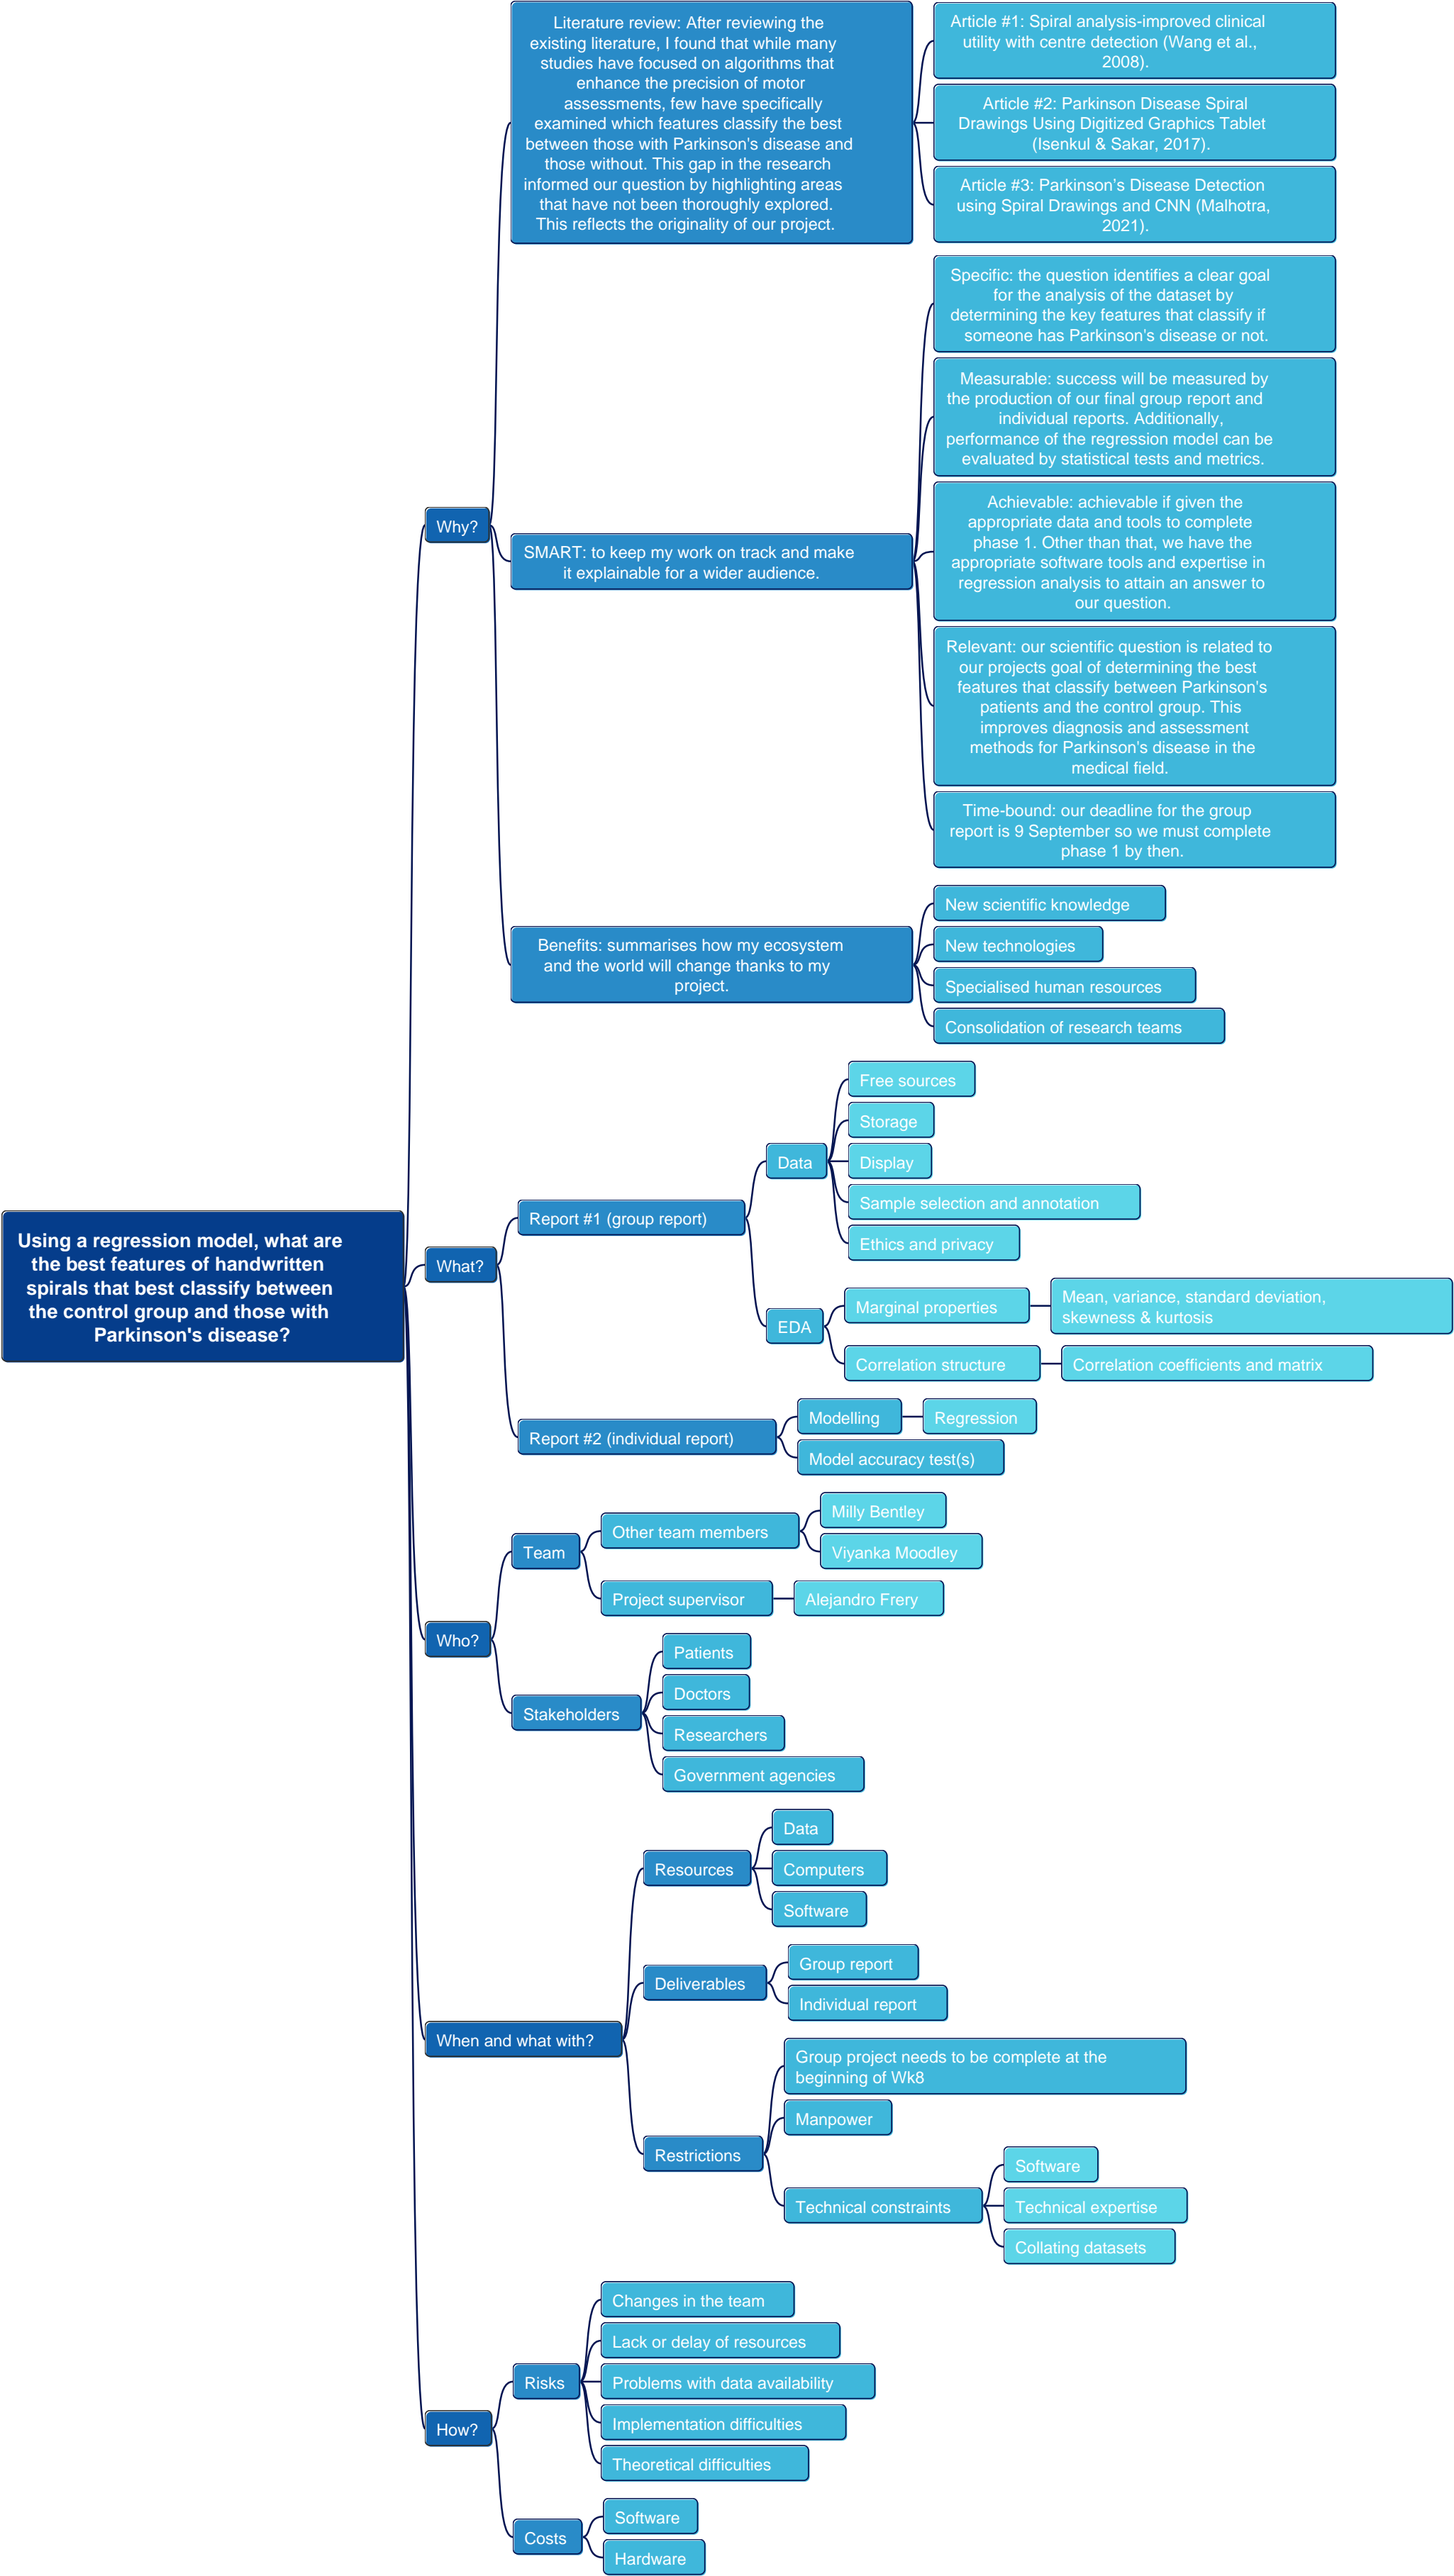 Using a regression model, what are
the best features of handwritten
spirals that best classify between
the control group and those with
Parkinson's disease?
Why?
Literature review: After reviewing the
existing literature, I found that while many
studies have focused on algorithms that
enhance the precision of motor
assessments, few have specifically
examined which features classify the best
between those with Parkinson's disease and
those without. This gap in the research
informed our question by highlighting areas
that have not been thoroughly explored.
This reflects the originality of our project.
Article #1: Spiral analysis-improved clinical
utility with centre detection (Wang et al.,
2008).
Article #2: Parkinson Disease Spiral
Drawings Using Digitized Graphics Tablet
(Isenkul & Sakar, 2017).
Article #3: Parkinson's Disease Detection
using Spiral Drawings and CNN (Malhotra,
2021).
SMART: to keep my work on track and make
it explainable for a wider audience.
Specific: the question identifies a clear goal
for the analysis of the dataset by
determining the key features that classify if
someone has Parkinson's disease or not.
Measurable: success will be measured by
the production of our final group report and
individual reports. Additionally,
performance of the regression model can be
evaluated by statistical tests and metrics.
Achievable: achievable if given the
appropriate data and tools to complete
phase 1. Other than that, we have the
appropriate software tools and expertise in
regression analysis to attain an answer to
our question.
Relevant: our scientific question is related to
our projects goal of determining the best
features that classify between Parkinson's
patients and the control group. This
improves diagnosis and assessment
methods for Parkinson's disease in the
medical field.
Time-bound: our deadline for the group
report is 9 September so we must complete
phase 1 by then.
Benefits: summarises how my ecosystem
and the world will change thanks to my
project.
New scientific knowledge
New technologies
Specialised human resources
Consolidation of research teams
What?
Report #1 (group report)
Data
Free sources
Storage
Display
Sample selection and annotation
Ethics and privacy
EDA
Marginal properties
Mean, variance, standard deviation,
skewness & kurtosis
Correlation structure
Correlation coefficients and matrix
Report #2 (individual report)
Modelling
Regression
Model accuracy test(s)
Who?
Team
Other team members
Milly Bentley
Viyanka Moodley
Project supervisor
Alejandro Frery
Stakeholders
Patients
Doctors
Researchers
Government agencies
When and what with?
Resources
Data
Computers
Software
Deliverables
Group report
Individual report
Restrictions
Group project needs to be complete at the
beginning of Wk8
Manpower
Technical constraints
Software
Technical expertise
Collating datasets
How?
Risks
Changes in the team
Lack or delay of resources
Problems with data availability
Implementation difficulties
Theoretical difficulties
Costs
Software
Hardware